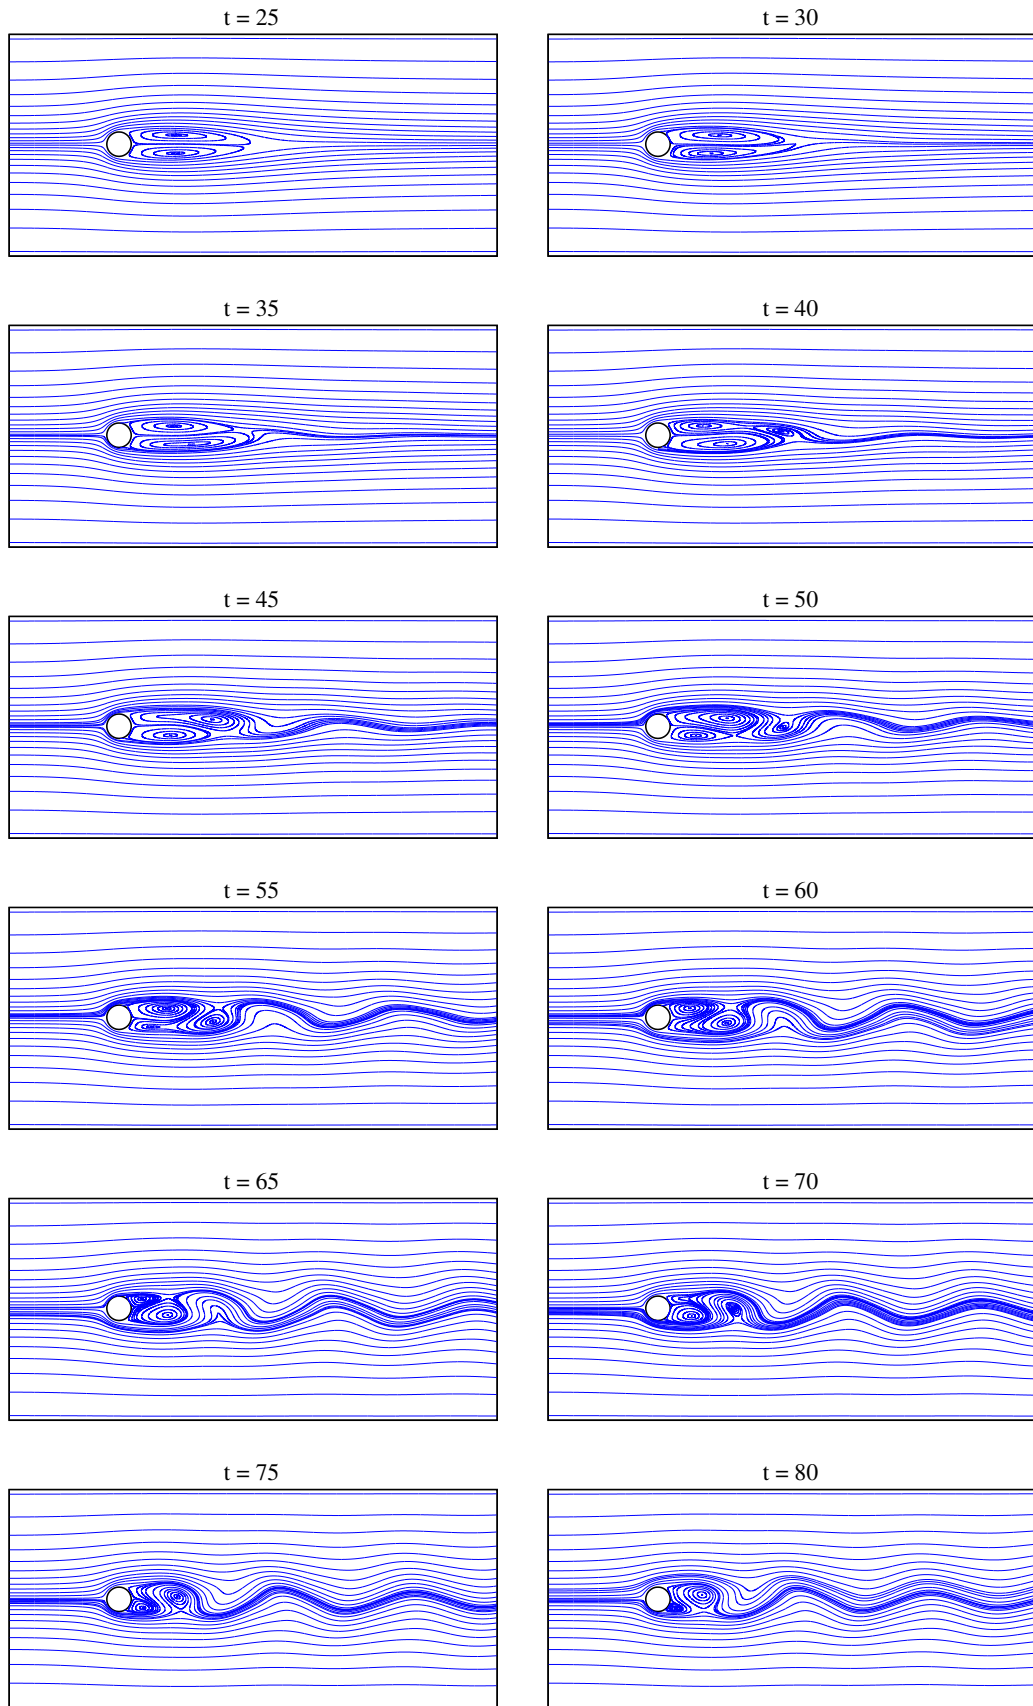 t = 25
t = 30
t = 35
t = 40
t = 45
t = 50
t = 55
t = 60
t = 65
t = 70
t = 75
t = 80